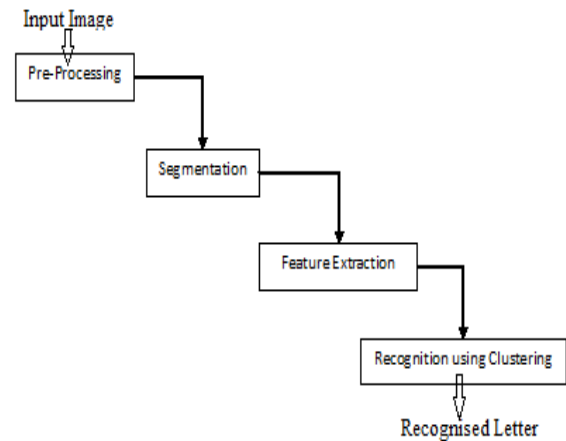 Input Image
Pre-Processing
Segmentation
Feature Extraction
Recognition using Clustering
Recognised Letter